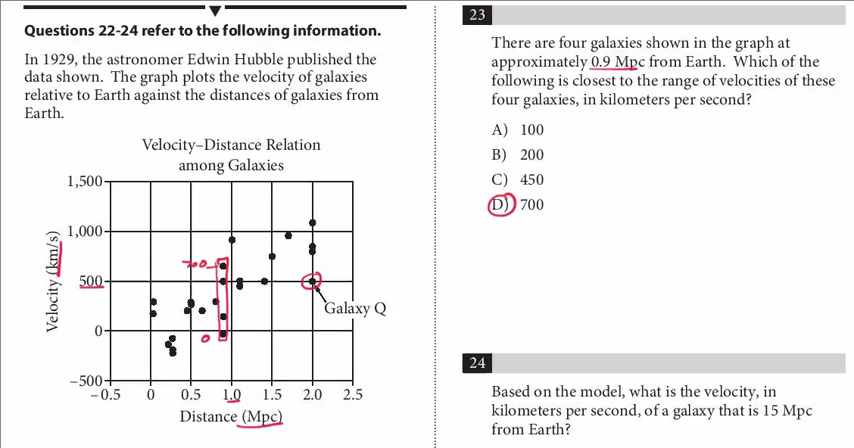 Questions 22-24 refer to the following information.
In 1929, the astronomer Edwin Hubble published the
data shown. The graph plots the velocity of galaxies
relative to Earth against the distances of galaxies from
Earth.
Velocity–Distance Relation
among Galaxies
Velocity (km/s)
1,500
1,000
500
0
–500
700
0
Galaxy Q
–0.5 0 0.5 1.0 1.5 2.0 2.5
Distance (Mpc)
23
There are four galaxies shown in the graph at
approximately 0.9 Mpc from Earth. Which of the
following is closest to the range of velocities of these
four galaxies, in kilometers per second?
A) 100
B) 200
C) 450
D) 700
24
Based on the model, what is the velocity, in
kilometers per second, of a galaxy that is 15 Mpc
from Earth?